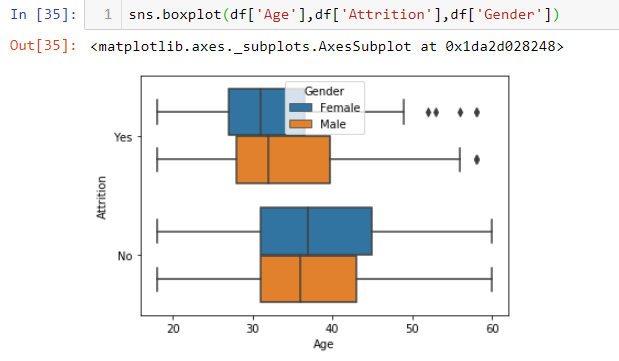 In [35]: 1 sns.boxplot(df['Age'],df['Attrition'],df['Gender'])
Out[35]: <matplotlib.axes._subplots.AxesSubplot at 0x1da2d028248>
Gender
Female
Male
Yes
Attrition
No
20 30 40 50 60
Age